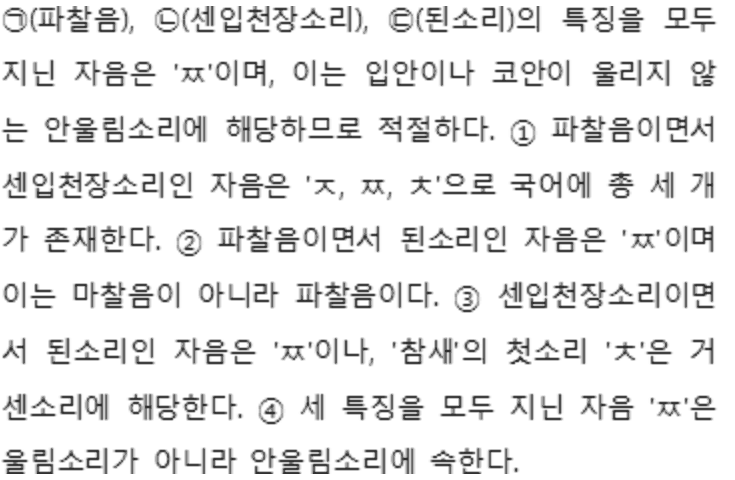 ㉠(파찰음), ㉡(센입천장소리), ㉢(된소리)의 특징을 모두
지닌 자음은 'ㅉ'이며, 이는 입안이나 코안이 울리지 않
는 안울림소리에 해당하므로 적절하다. ① 파찰음이면서
센입천장소리인 자음은 'ㅈ, ㅉ, ㅊ'으로 국어에 총 세 개
가 존재한다. ② 파찰음이면서 된소리인 자음은 'ㅉ'이며
이는 마찰음이 아니라 파찰음이다. ③ 센입천장소리이면
서 된소리인 자음은 'ㅉ'이나, '참새'의 첫소리 'ㅊ'은 거
센소리에 해당한다. ④ 세 특징을 모두 지닌 자음 'ㅉ'은
울림소리가 아니라 안울림소리에 속한다.